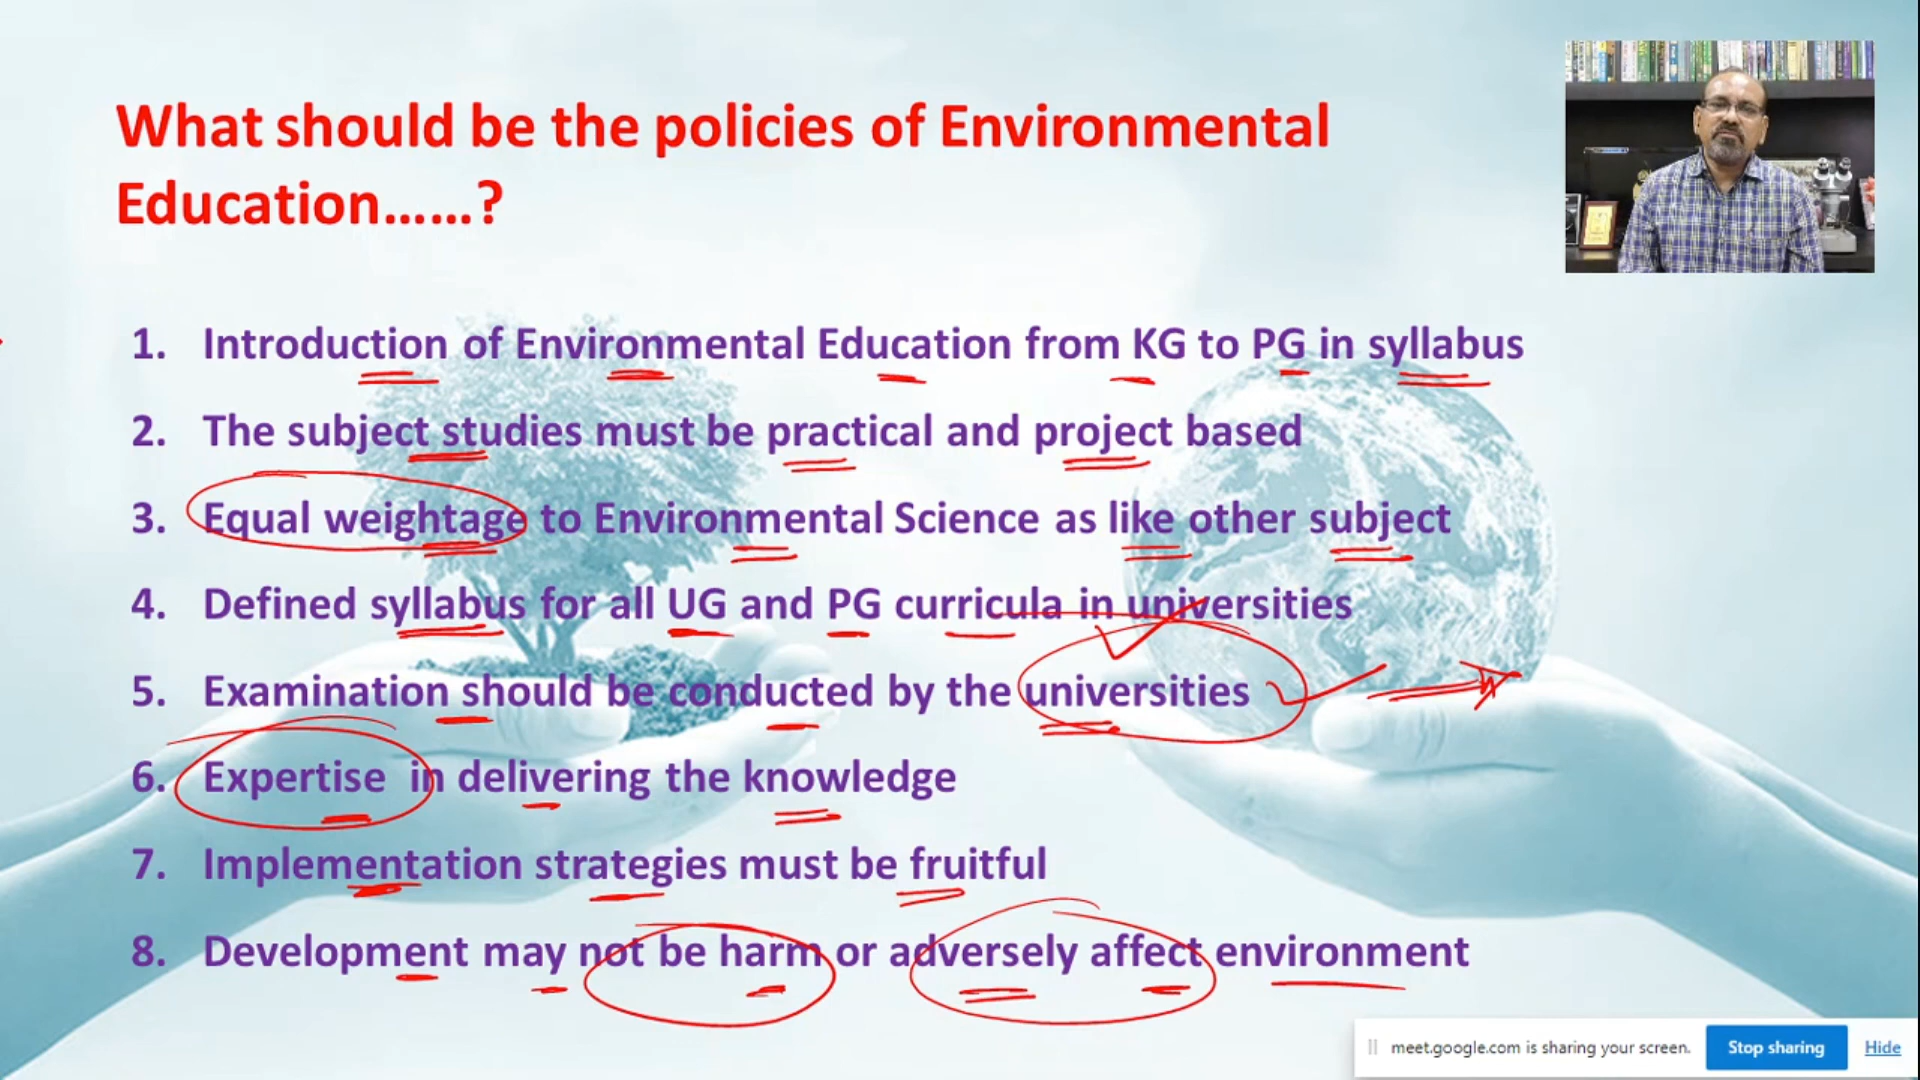 What should be the policies of Environmental
Education......?
1. Introduction of Environmental Education from KG to PG in syllabus
2. The subject studies must be practical and project based
3. Equal weightage to Environmental Science as like other subject
4. Defined syllabus for all UG and PG curricula in universities
5. Examination should be conducted by the universities
6. Expertise in delivering the knowledge
7. Implementation strategies must be fruitful
8. Development may not be harm or adversely affect environment
meet.google.com is sharing your screen. Stop sharing Hide